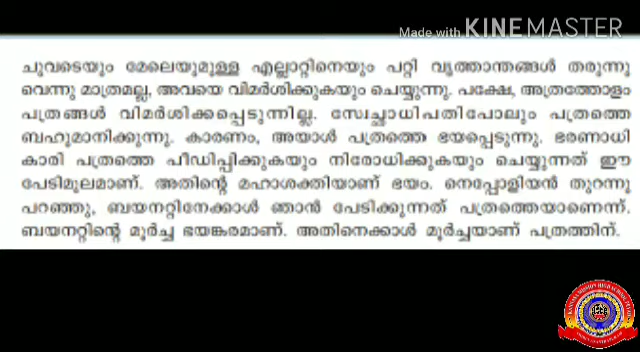 Made with KINEMASTER
ചുവടെയും മേലെയുമുള്ള എല്ലാറ്റിനെയും പറ്റി വൃത്താന്തങ്ങൾ തരുന്നു
വെന്നു മാത്രമല്ല, അവയെ വിമർശിക്കുകയും ചെയ്യുന്നു. പക്ഷേ, അത്രത്തോളം
പത്രങ്ങൾ വിമർശിക്കപ്പെടുന്നില്ല. സ്വേച്ഛാധിപതിപോലും പത്രത്തെ
ബഹുമാനിക്കുന്നു. കാരണം, അയാൾ പത്രത്തെ ഭയപ്പെടുന്നു. ഭരണാധി
കാരി പത്രത്തെ പീഡിപ്പിക്കുകയും നിരോധിക്കുകയും ചെയ്യുന്നത് ഈ
പേടിമൂലമാണ്. അതിന്റെ മഹാശക്തിയാണ് ഭയം. നെപ്പോളിയൻ തുറന്നു
പറഞ്ഞു, ബയണറ്റിനേക്കാൾ ഞാൻ പേടിക്കുന്നത് പത്രത്തെയാണെന്ന്.
ബയണറ്റിന്റെ മൂർച്ച ഭയങ്കരമാണ്. അതിനെക്കാൾ മൂർച്ചയാണ് പത്രത്തിന്.